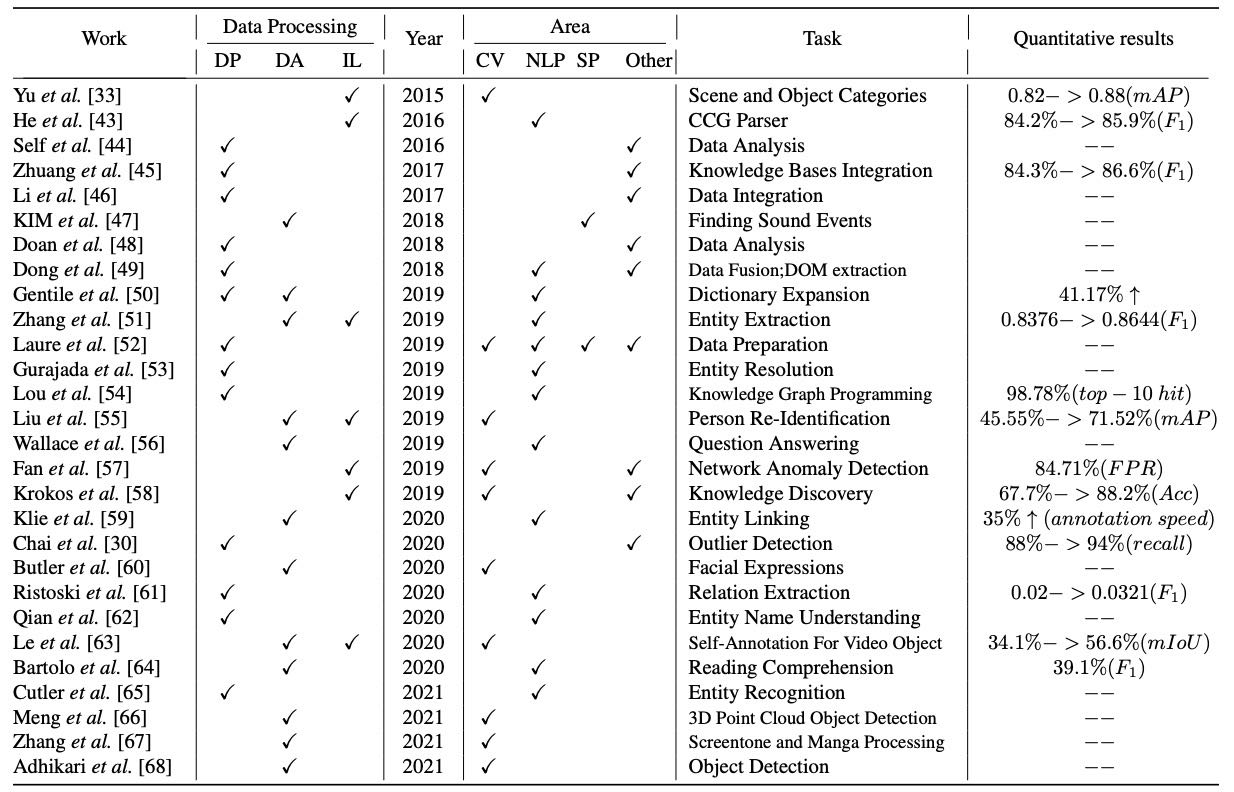 Work Data Processing Year Area Task Quantitative results
DP DA IL CV NLP SP Other
Yu et al. [33] ✓ 2015 ✓ Scene and Object Categories 0.82− > 0.88(mAP)
He et al. [43] ✓ 2016 ✓ CCG Parser 84.2%− > 85.9%(F1)
Self et al. [44] ✓ 2016 ✓ Data Analysis −−
Zhuang et al. [45] ✓ 2017 ✓ Knowledge Bases Integration 84.3%− > 86.6%(F1)
Li et al. [46] ✓ 2017 ✓ Data Integration −−
KIM et al. [47] ✓ 2018 ✓ Finding Sound Events −−
Doan et al. [48] ✓ 2018 ✓ Data Analysis −−
Dong et al. [49] ✓ 2018 ✓ ✓ Data Fusion;DOM extraction −−
Gentile et al. [50] ✓ ✓ 2019 ✓ Dictionary Expansion 41.17% ↑
Zhang et al. [51] ✓ ✓ 2019 ✓ Entity Extraction 0.8376− > 0.8644(F1)
Laure et al. [52] ✓ 2019 ✓ ✓ ✓ ✓ Data Preparation −−
Gurajada et al. [53] ✓ 2019 ✓ Entity Resolution −−
Lou et al. [54] ✓ 2019 ✓ Knowledge Graph Programming 98.78%(top − 10 hit)
Liu et al. [55] ✓ ✓ 2019 ✓ Person Re-Identification 45.55%− > 71.52%(mAP)
Wallace et al. [56] ✓ 2019 ✓ Question Answering −−
Fan et al. [57] ✓ 2019 ✓ ✓ Network Anomaly Detection 84.71%(FPR)
Krokos et al. [58] ✓ 2019 ✓ ✓ Knowledge Discovery 67.7%− > 88.2%(Acc)
Klie et al. [59] ✓ 2020 ✓ Entity Linking 35% ↑ (annotation speed)
Chai et al. [30] ✓ 2020 ✓ Outlier Detection 88%− > 94%(recall)
Butler et al. [60] ✓ 2020 ✓ Facial Expressions −−
Ristoski et al. [61] ✓ 2020 ✓ Relation Extraction 0.02− > 0.0321(F1)
Qian et al. [62] ✓ 2020 ✓ Entity Name Understanding −−
Le et al. [63] ✓ ✓ 2020 ✓ Self-Annotation For Video Object 34.1%− > 56.6%(mIoU)
Bartolo et al. [64] ✓ 2020 ✓ Reading Comprehension 39.1%(F1)
Cutler et al. [65] ✓ 2021 ✓ Entity Recognition −−
Meng et al. [66] ✓ 2021 ✓ 3D Point Cloud Object Detection −−
Zhang et al. [67] ✓ 2021 ✓ Screentone and Manga Processing −−
Adhikari et al. [68] ✓ 2021 ✓ Object Detection −−